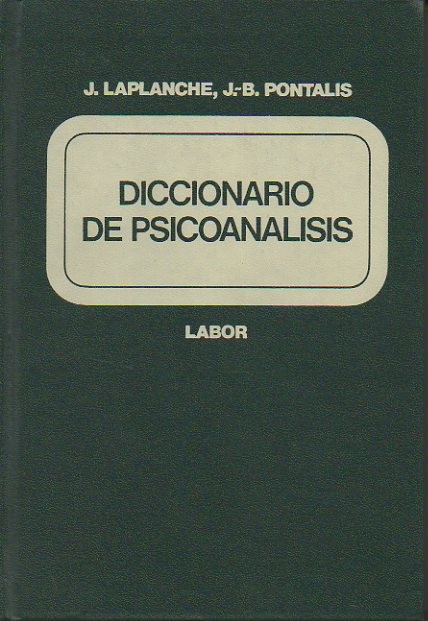 J. LAPLANCHE, J.-B. PONTALIS
DICCIONARIO
DE PSICOANALISIS
LABOR